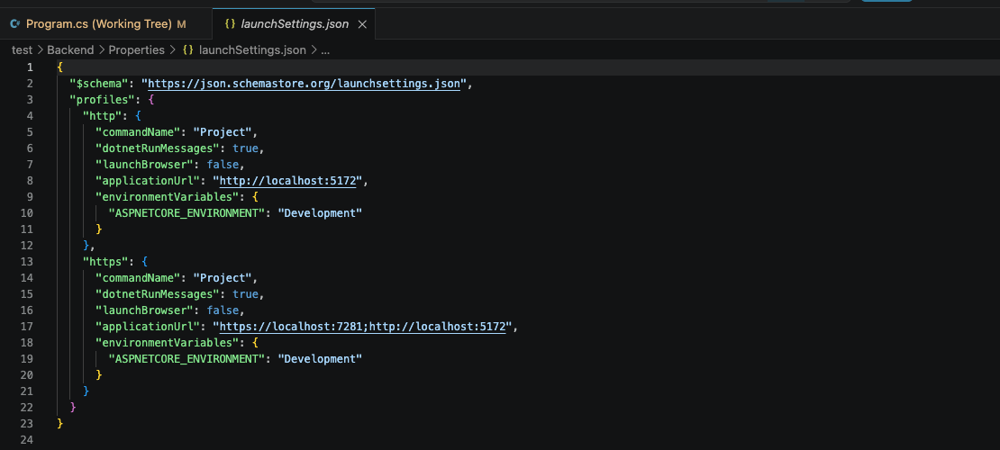 Program.cs (Working Tree) M
{} launchSettings.json ×
test > Backend > Properties > {} launchSettings.json > ...
1 {
2 "$schema": "https://json.schemastore.org/launchsettings.json",
3 "profiles": {
4 "http": {
5 "commandName": "Project",
6 "dotnetRunMessages": true,
7 "launchBrowser": false,
8 "applicationUrl": "http://localhost:5172",
9 "environmentVariables": {
10 "ASPNETCORE_ENVIRONMENT": "Development"
11 }
12 },
13 "https": {
14 "commandName": "Project",
15 "dotnetRunMessages": true,
16 "launchBrowser": false,
17 "applicationUrl": "https://localhost:7281;http://localhost:5172",
18 "environmentVariables": {
19 "ASPNETCORE_ENVIRONMENT": "Development"
20 }
21 }
22 }
23 }
24